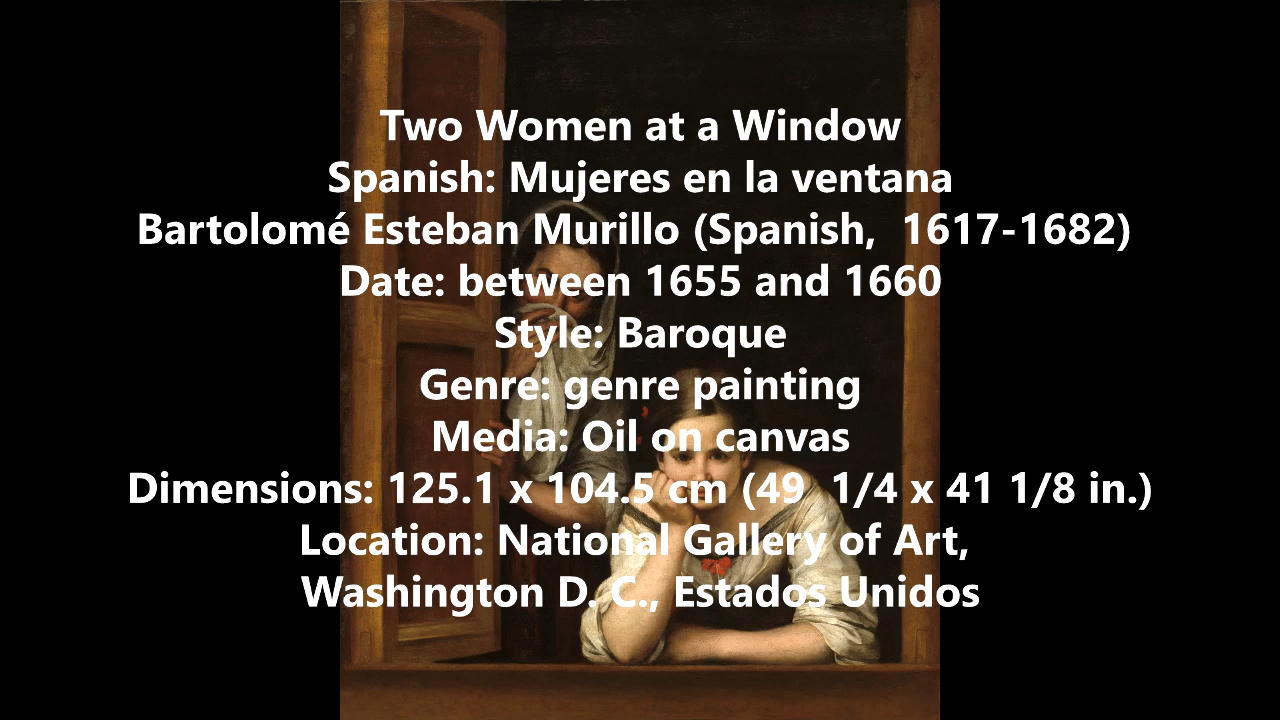 Two Women at a Window
Spanish: Mujeres en la ventana
Bartolomé Esteban Murillo (Spanish,  1617-1682)
Date: between 1655 and 1660
Style: Baroque
Genre: genre painting
Media: Oil on canvas
Dimensions: 125.1 x 104.5 cm (49  1/4 x 41 1/8 in.)
Location: National Gallery of Art,
Washington D. C., Estados Unidos